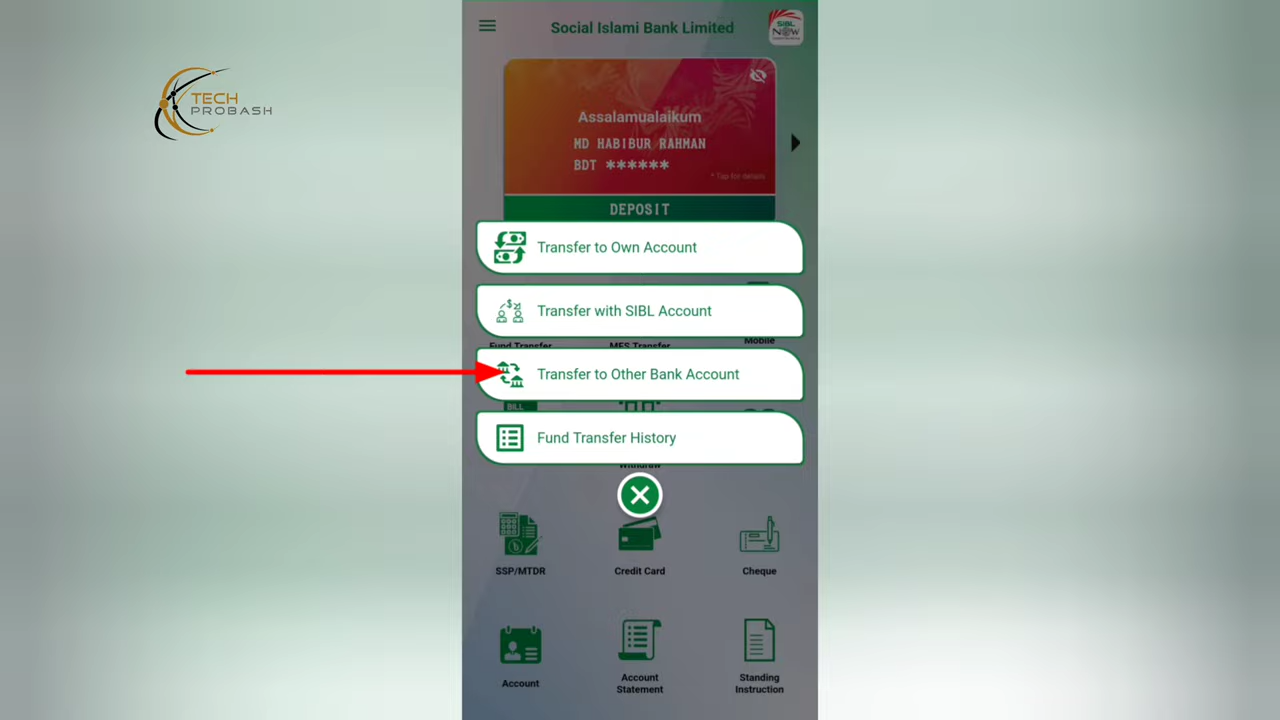 TECH
PROBASH
Social Islami Bank Limited
SIBL
NOW
Assalamualaikum
MD HABIBUR RAHMAN
BDT ******
* Tap for details
DEPOSIT
Transfer to Own Account
Transfer with SIBL Account
Fund Transfer
MFS Transfer
Mobile
Transfer to Other Bank Account
BILL
Fund Transfer History
Withdraw
SSP/MTDR
Credit Card
Cheque
Account
Account
Statement
Standing
Instruction